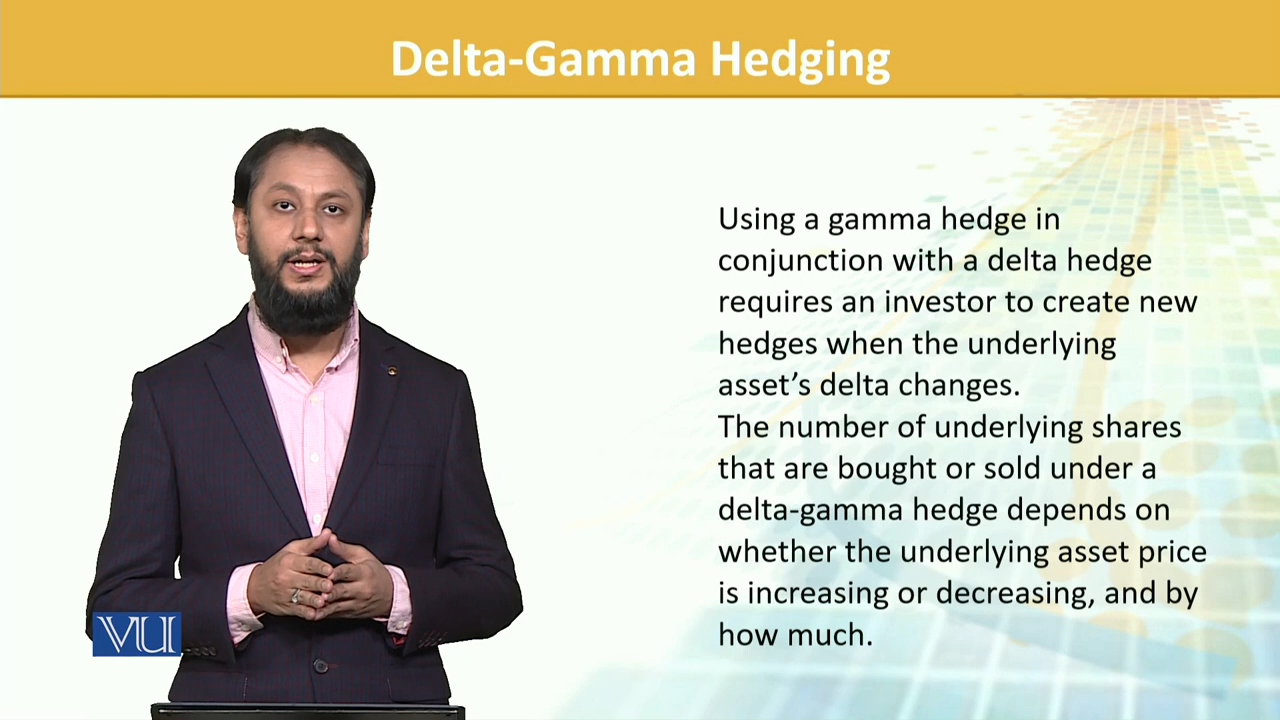 Delta-Gamma Hedging
Using a gamma hedge in
conjunction with a delta hedge
requires an investor to create new
hedges when the underlying
asset’s delta changes.
The number of underlying shares
that are bought or sold under a
delta-gamma hedge depends on
whether the underlying asset price
is increasing or decreasing, and by
how much.
VU